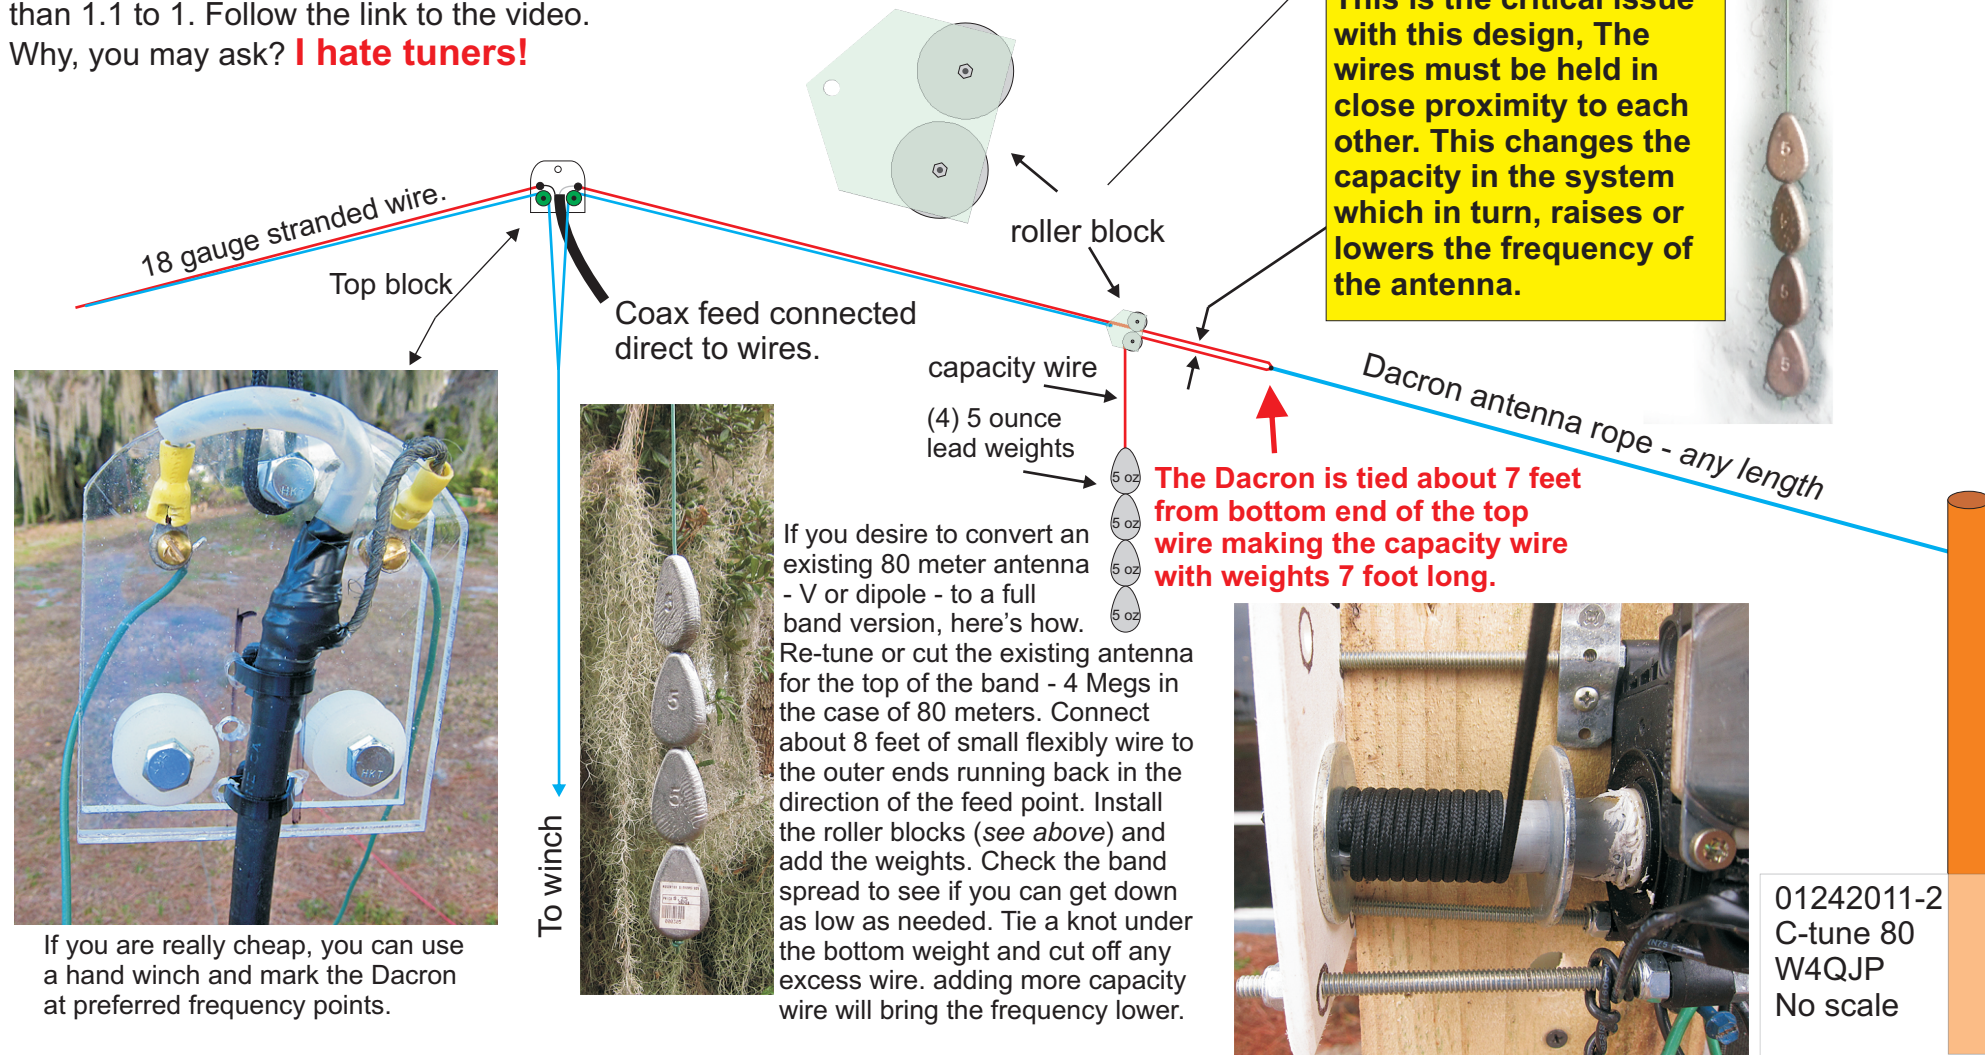 than 1.1 to 1. Follow the link to the video.
Why, you may ask? I hate tuners!
This is the critical issue
with this design, The
wires must be held in
close proximity to each
other. This changes the
capacity in the system
which in turn, raises or
lowers the frequency of
the antenna.
5
5
5
5
18 gauge stranded wire.
Top block
Coax feed connected
direct to wires.
roller block
capacity wire
(4) 5 ounce
lead weights
5 oz
5 oz
5 oz
5 oz
Dacron antenna rope - any length
The Dacron is tied about 7 feet
from bottom end of the top
wire making the capacity wire
with weights 7 foot long.
HKT
HKT
To winch
5
5
5
If you desire to convert an
existing 80 meter antenna
- V or dipole - to a full
band version, here's how.
Re-tune or cut the existing antenna
for the top of the band - 4 Megs in
the case of 80 meters. Connect
about 8 feet of small flexibly wire to
the outer ends running back in the
direction of the feed point. Install
the roller blocks (see above) and
add the weights. Check the band
spread to see if you can get down
as low as needed. Tie a knot under
the bottom weight and cut off any
excess wire. adding more capacity
wire will bring the frequency lower.
If you are really cheap, you can use
a hand winch and mark the Dacron
at preferred frequency points.
01242011-2
C-tune 80
W4QJP
No scale